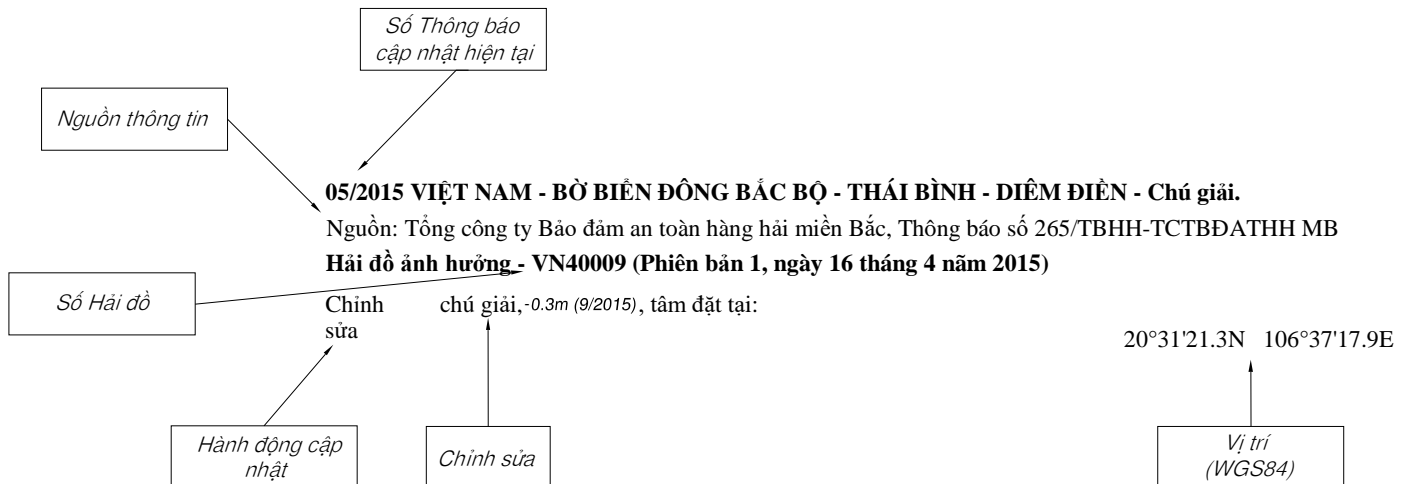 Số Thông báo
cập nhật hiện tại
Nguồn thông tin
05/2015 VIỆT NAM - BỜ BIỂN ĐÔNG BẮC BỘ - THÁI BÌNH - DIÊM ĐIỀN - Chú giải.
Nguồn: Tổng công ty Bảo đảm an toàn hàng hải miền Bắc, Thông báo số 265/TBHH-TCTBĐATHH MB
Hải đồ ảnh hưởng - VN40009 (Phiên bản 1, ngày 16 tháng 4 năm 2015)
Số Hải đồ
Chỉnh sửa chú giải,-0.3m (9/2015), tâm đặt tại:
20°31'21.3N 106°37'17.9E
Hành động cập
nhật
Chỉnh sửa
Vị trí
(WGS84)